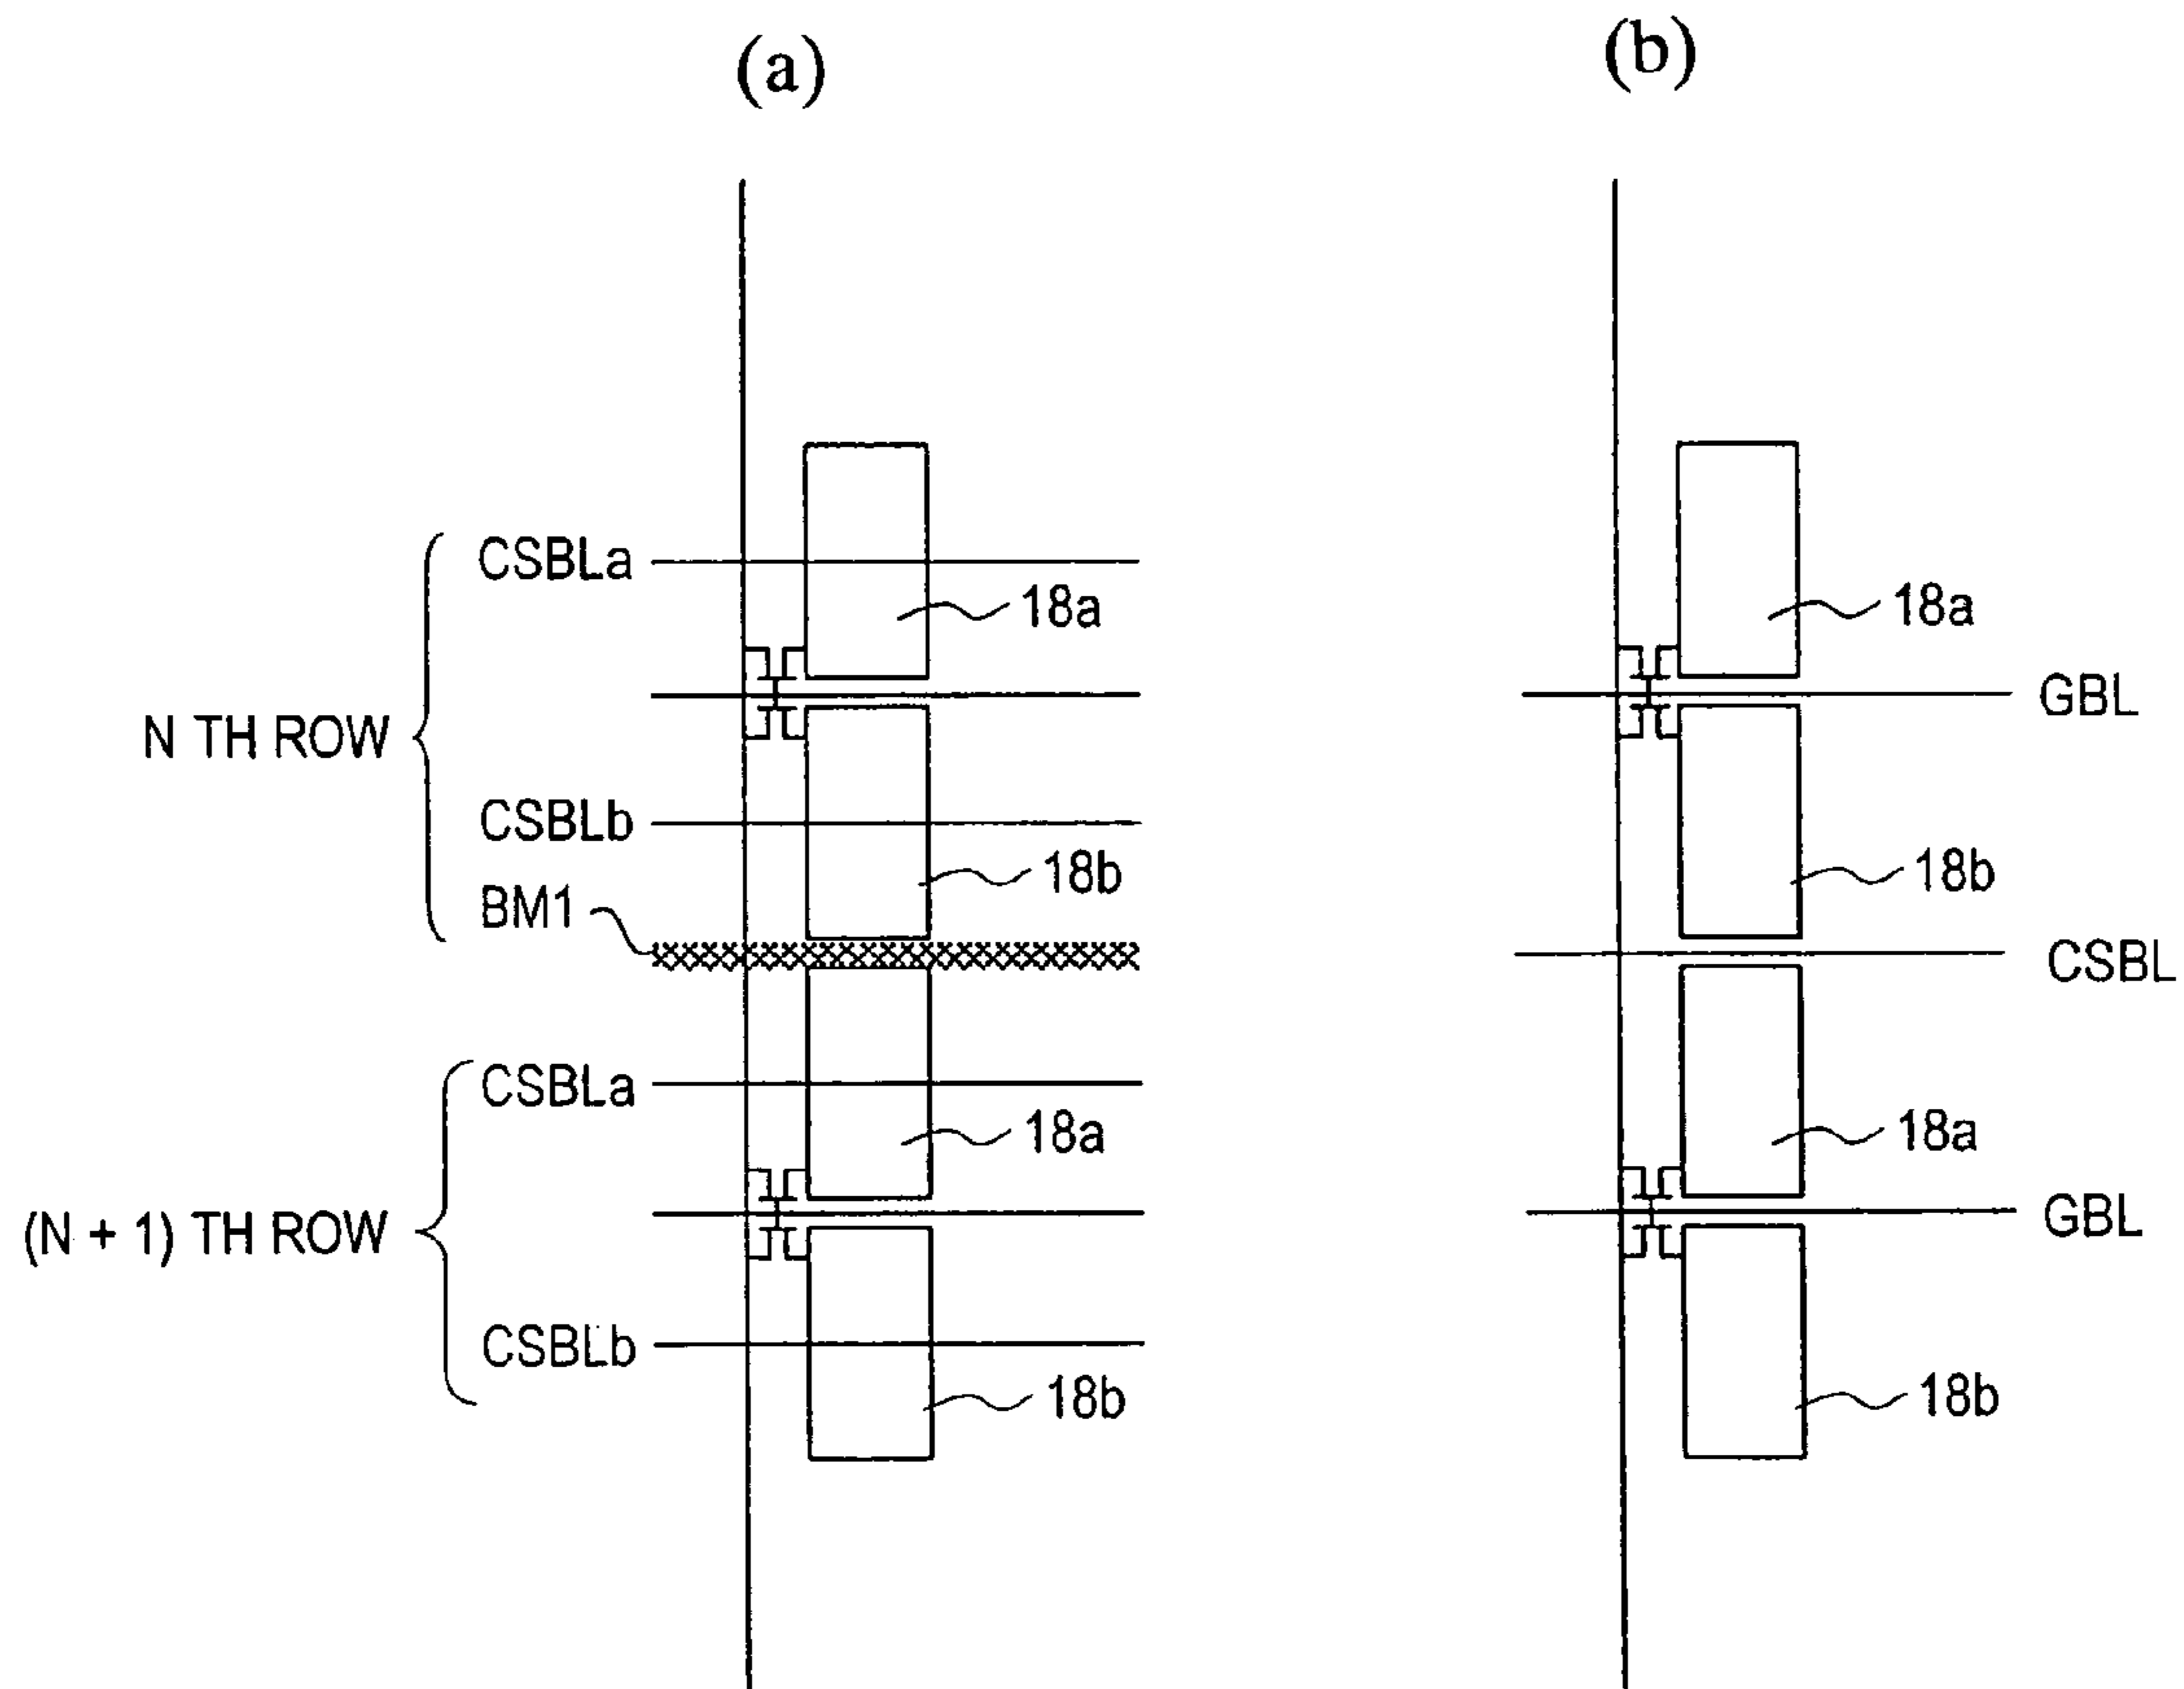 (a)
CSBLa
18a
N TH ROW
CSBLb
18b
BM1
CSBLa
18a
(N + 1) TH ROW
CSBLb
18b
(b)
18a
GBL
18b
CSBL
18a
GBL
18b